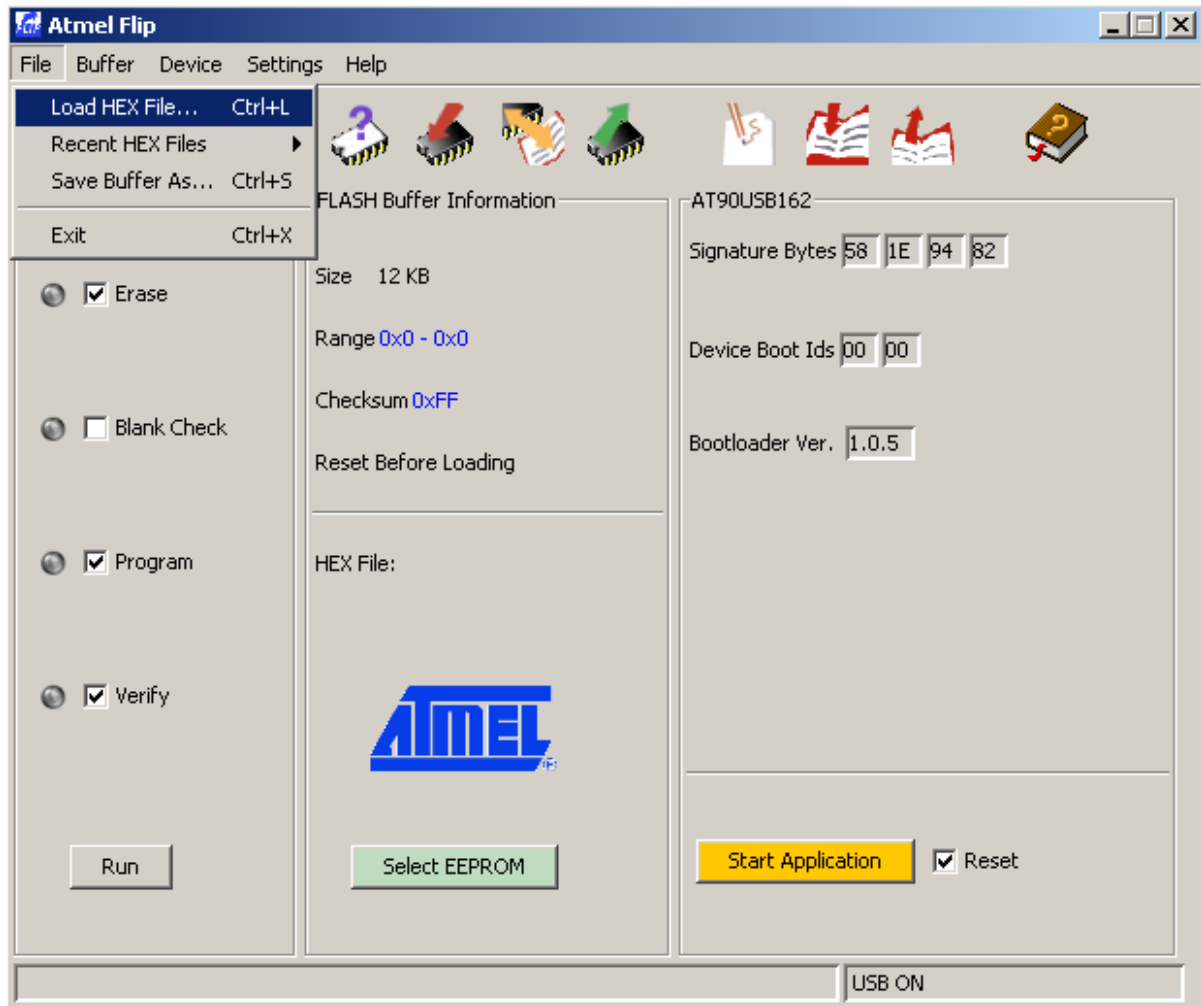 Atmel Flip
File Buffer Device Settings Help
Load HEX File... Ctrl+L
Recent HEX Files
Save Buffer As... Ctrl+S
Exit Ctrl+X
Erase
Blank Check
Program
Verify
Run
FLASH Buffer Information
Size 12 KB
Range 0x0 - 0x0
Checksum 0xFF
Reset Before Loading
HEX File:
ATMEL
Select EEPROM
AT90USB162
Signature Bytes 58 1E 94 82
Device Boot Ids 00 00
Bootloader Ver. 1.0.5
Start Application Reset
USB ON